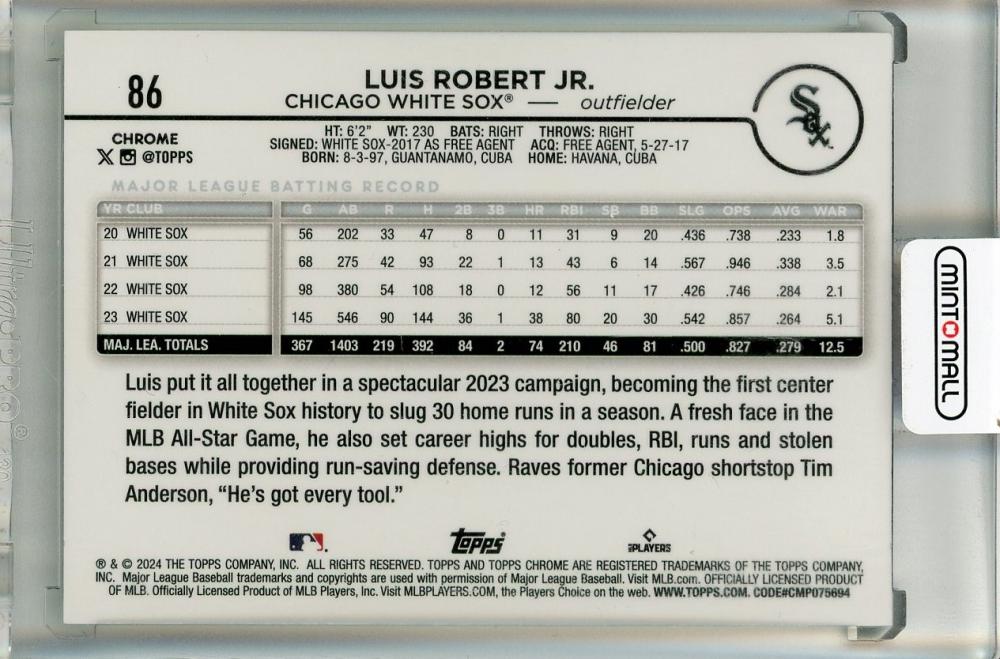 86
LUIS ROBERT JR.
CHICAGO WHITE SOX® — outfielder
Sox
CHROME
@TOPPS
HT: 6'2" WT: 230 BATS: RIGHT THROWS: RIGHT
SIGNED: WHITE SOX-2017 AS FREE AGENT ACQ: FREE AGENT, 5-27-17
BORN: 8-3-97, GUANTANAMO, CUBA HOME: HAVANA, CUBA
MAJOR LEAGUE BATTING RECORD
YR CLUB G AB R H 2B 3B HR RBI SB BB SLG OPS AVG WAR
20 WHITE SOX 56 202 33 47 8 0 11 31 9 20 .436 .738 .233 1.8
21 WHITE SOX 68 275 42 93 22 1 13 43 6 14 .567 .946 .338 3.5
22 WHITE SOX 98 380 54 108 18 0 12 56 11 17 .426 .746 .284 2.1
23 WHITE SOX 145 546 90 144 36 1 38 80 20 30 .542 .857 .264 5.1
MAJ. LEA. TOTALS 367 1403 219 392 84 2 74 210 46 81 .500 .827 .279 12.5
Luis put it all together in a spectacular 2023 campaign, becoming the first center
fielder in White Sox history to slug 30 home runs in a season. A fresh face in the
MLB All-Star Game, he also set career highs for doubles, RBI, runs and stolen
bases while providing run-saving defense. Raves former Chicago shortstop Tim
Anderson, “He’s got every tool.”
Topps
PLAYERS
® & © 2024 THE TOPPS COMPANY, INC. ALL RIGHTS RESERVED. TOPPS AND TOPPS CHROME ARE REGISTERED TRADEMARKS OF THE TOPPS COMPANY,
INC. Major League Baseball trademarks and copyrights are used with permission of Major League Baseball. Visit MLB.com. OFFICIALLY LICENSED PRODUCT
OF MLB. Officially Licensed Product of MLB Players, Inc. Visit MLBPLAYERS.COM, the Players Choice on the web. WWW.TOPPS.COM. CODE#CMP075694
MINTOMALL